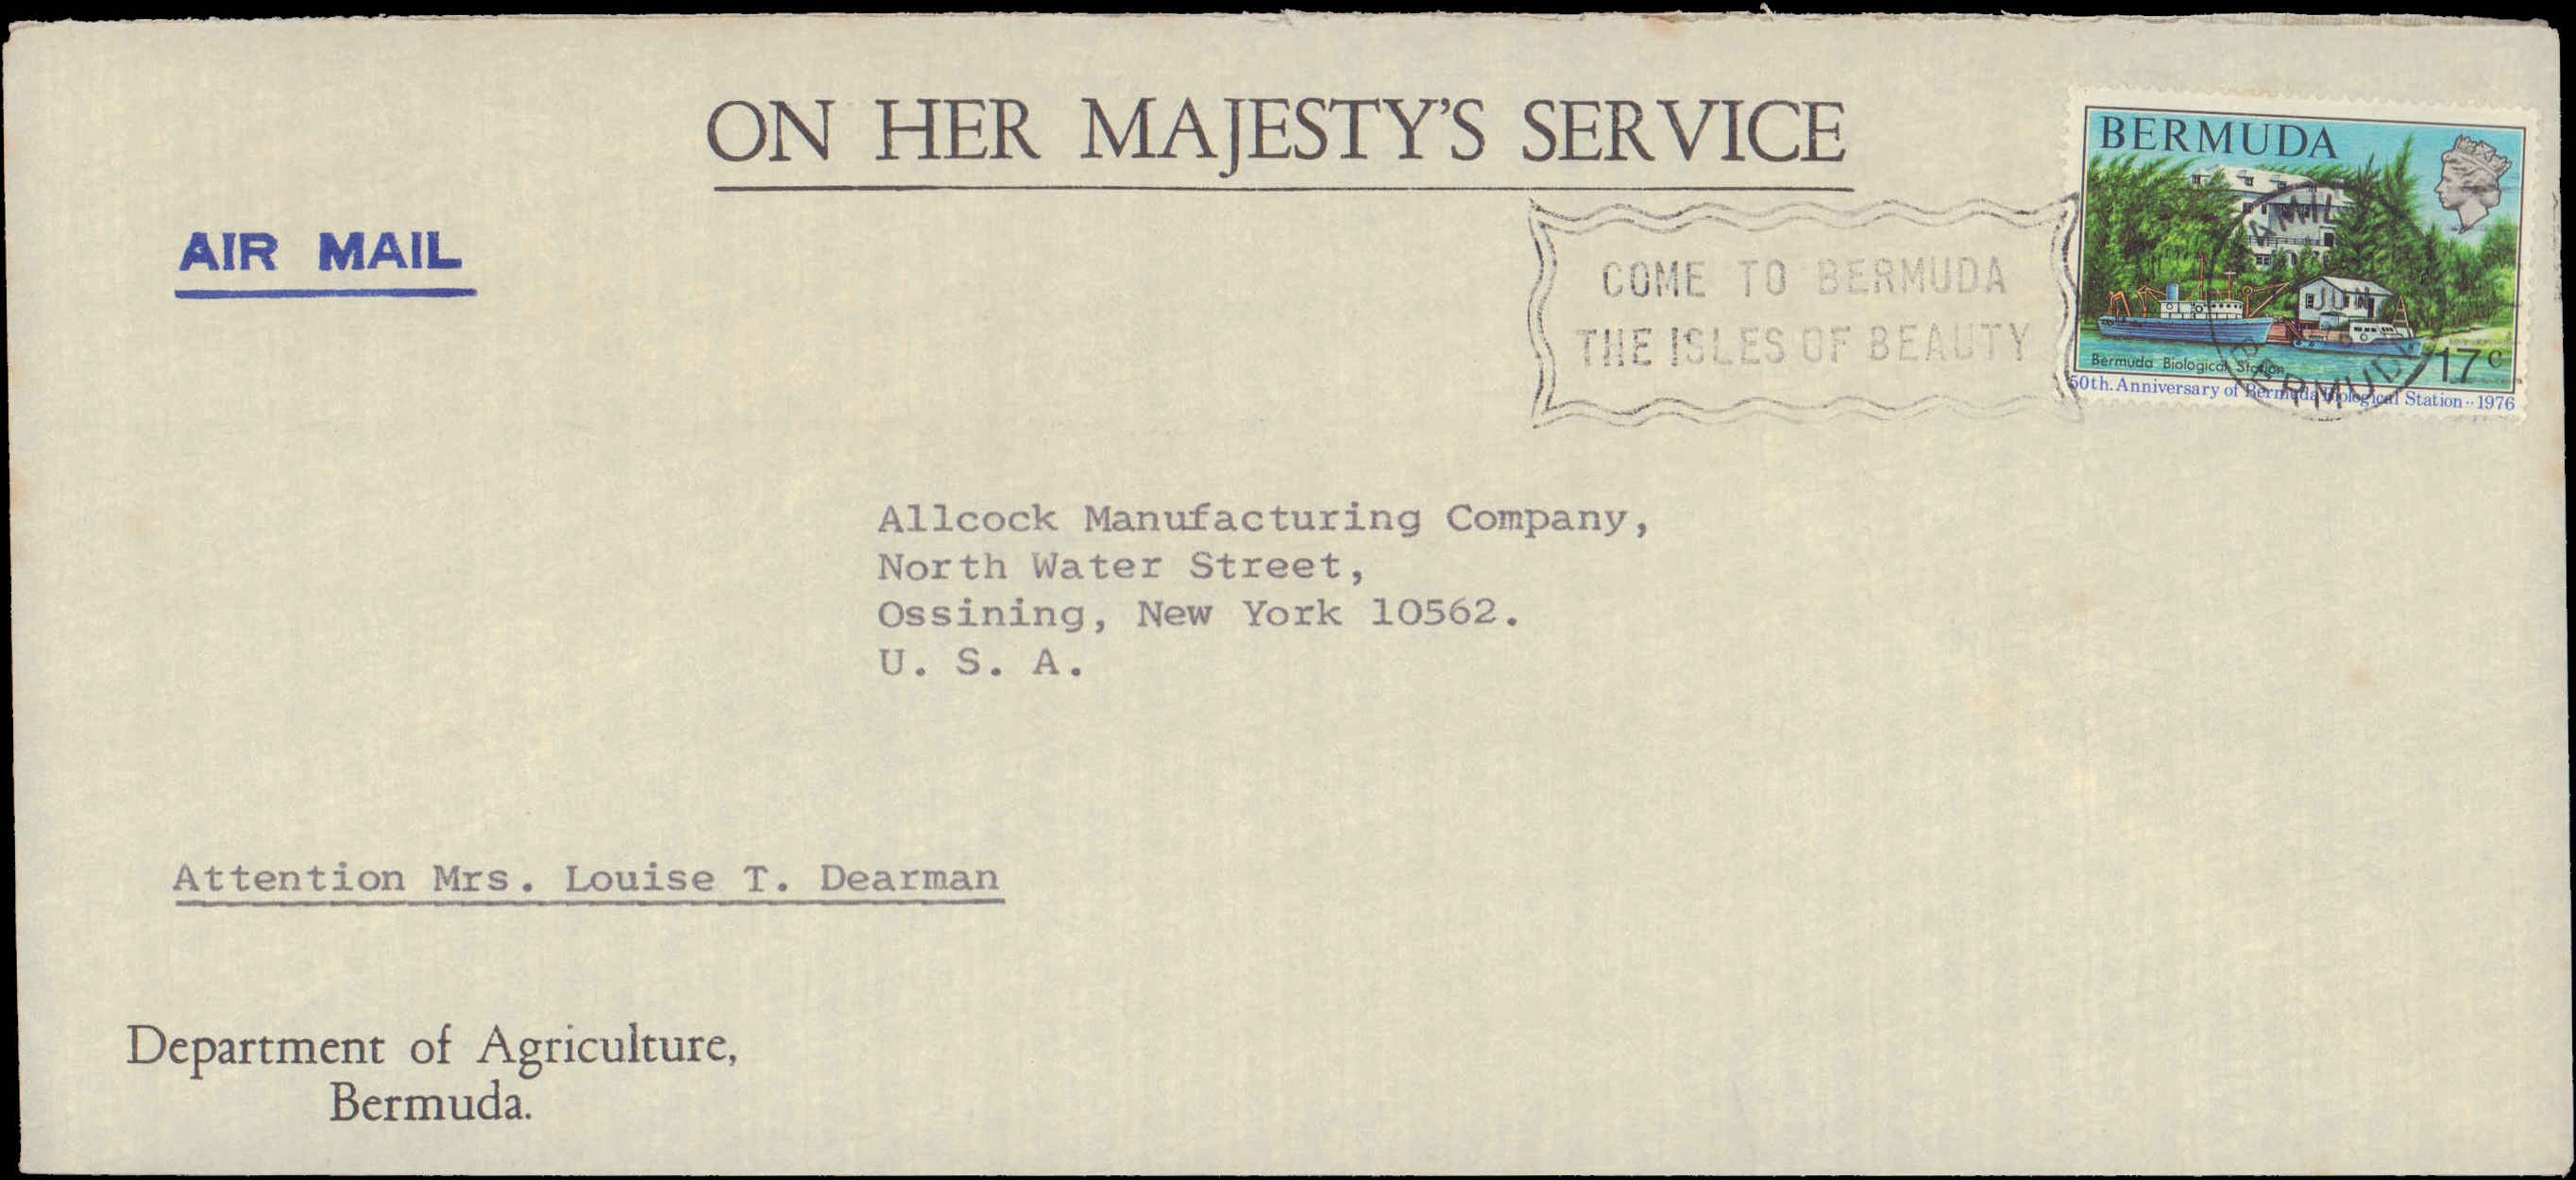 ON HER MAJESTY'S SERVICE
AIR MAIL
BERMUDA
COME TO BERMUDA
THE ISLES OF BEAUTY
Bermuda Biological Station
17c
50th. Anniversary of Bermuda Biological Station--1976
BERMUDA
Allcock Manufacturing Company,
North Water Street,
Ossining, New York 10562.
U. S. A.
Attention Mrs. Louise T. Dearman
Department of Agriculture,
Bermuda.